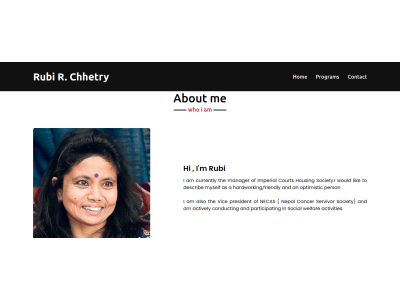 Rubi R. Chhetry
Home Programs Contact
About me
who i am
Hi , I'm Rubi
I am currently the manager of Imperial Courts Housing Society.I would like to
describe myself as a hardworking,friendly and an optimistic person .
I am also the Vice president of NECAS ( Nepal Cancer Servivor Society) and
am actively conducting and participating in Social welfare activities.